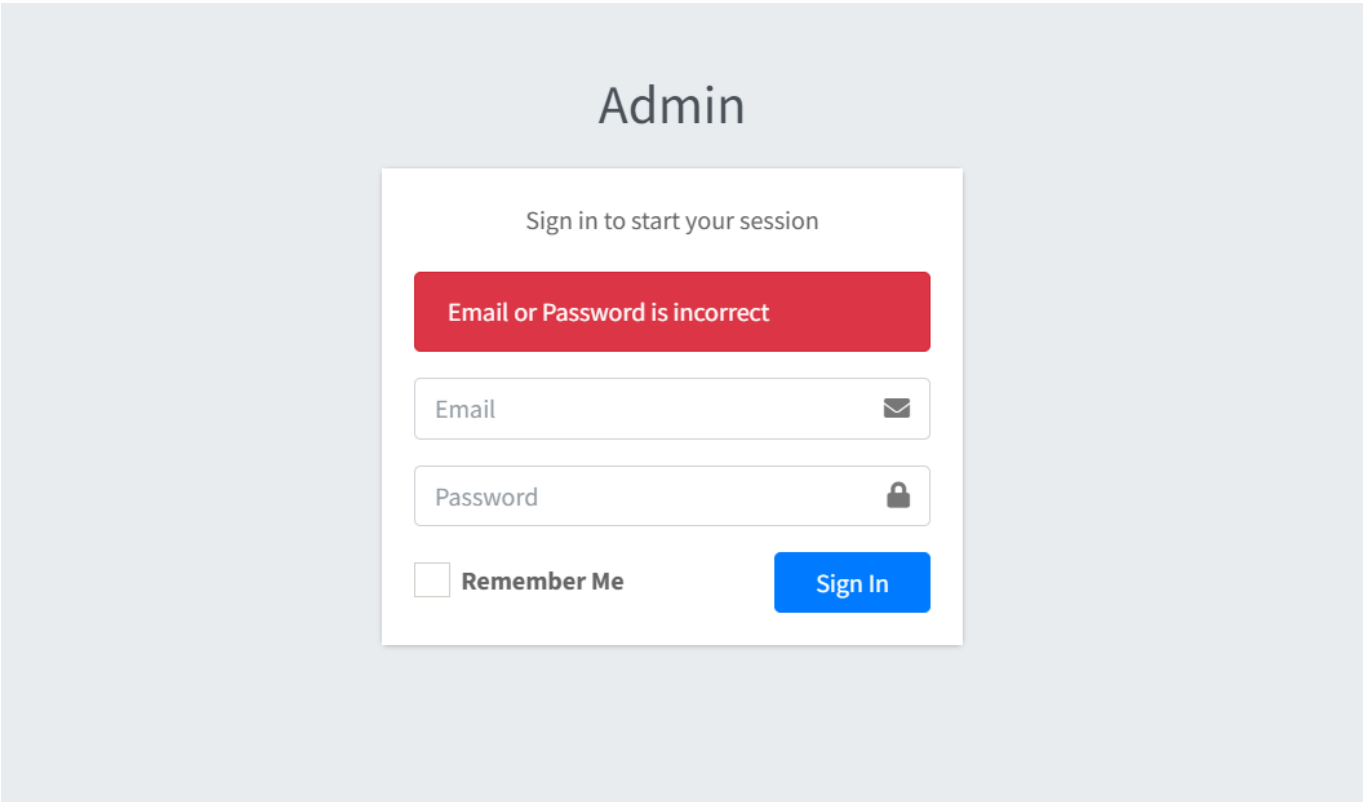 Admin
Sign in to start your session
Email or Password is incorrect
Email
Password
Remember Me
Sign In